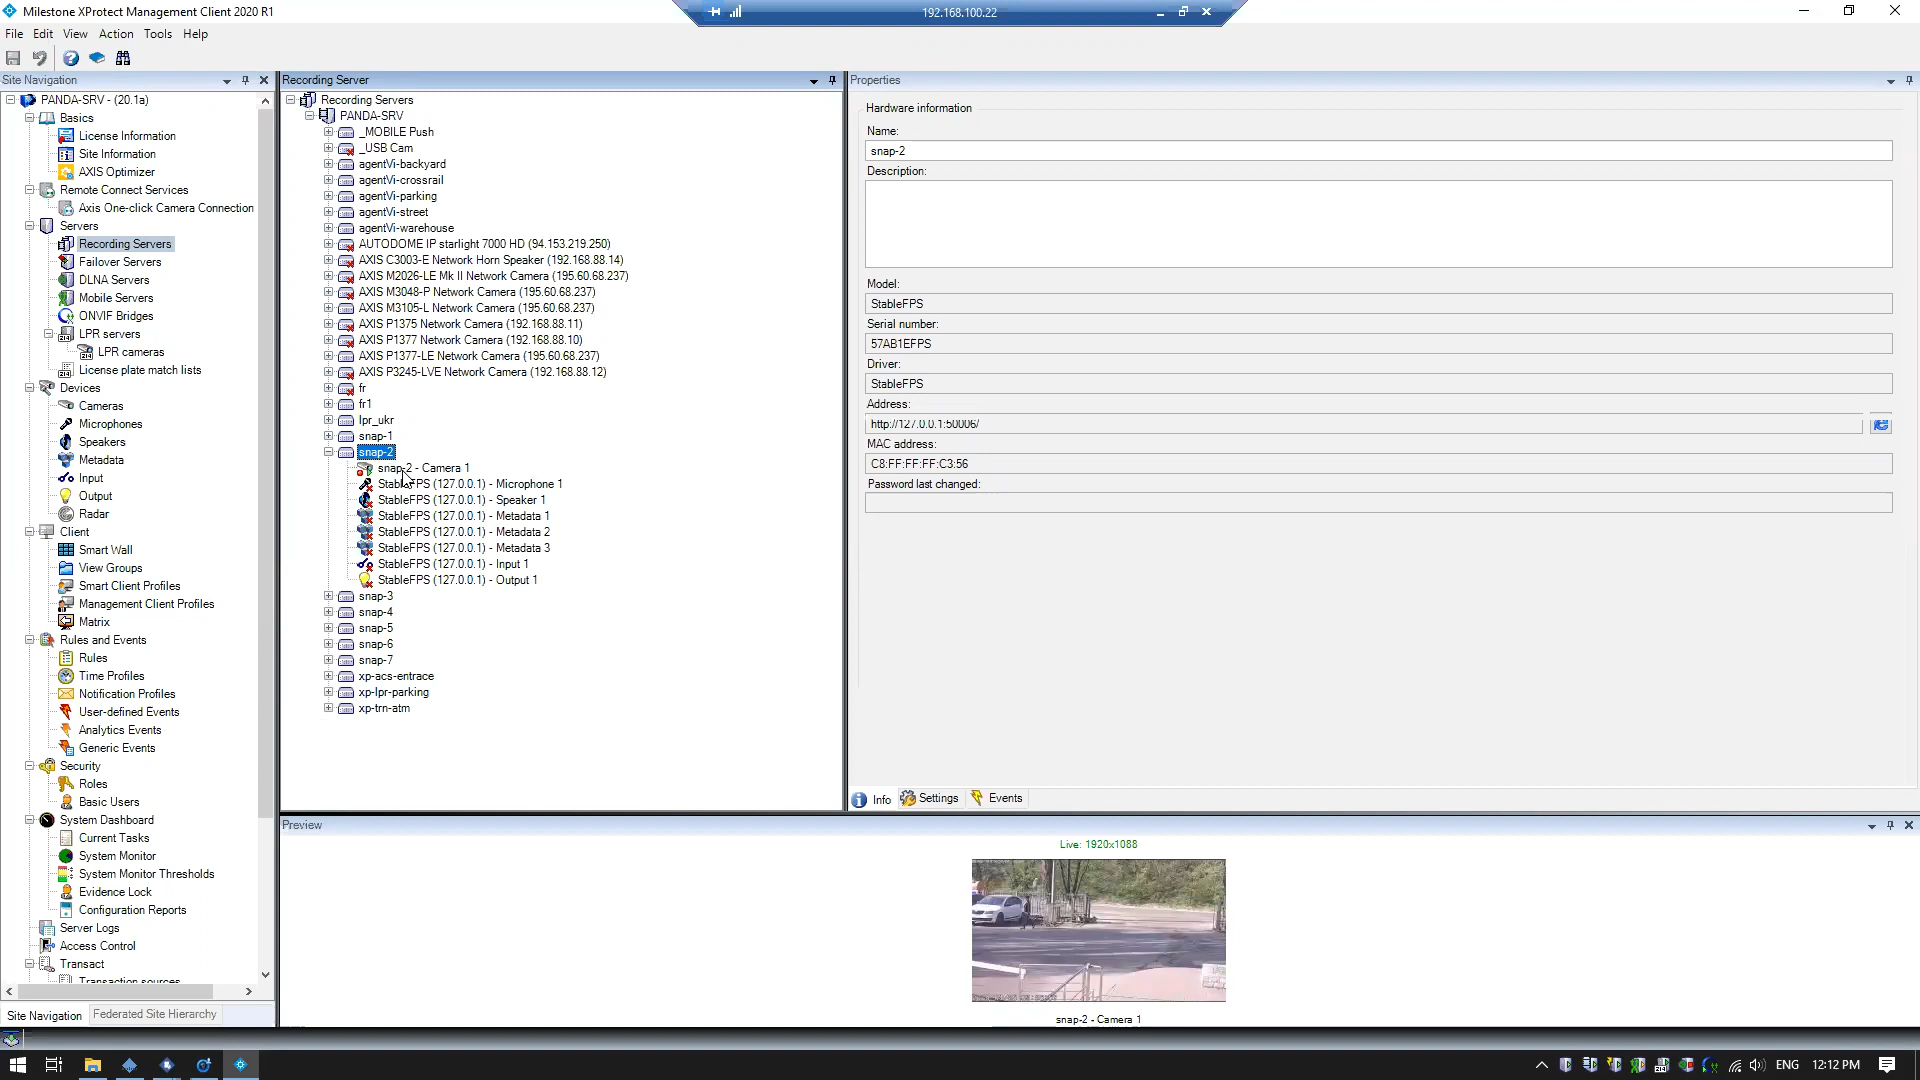 Milestone XProtect Management Client 2020 R1
192.168.100.22
File Edit View Action Tools Help
Site Navigation
PANDA-SRV - (20.1a)
Basics
License Information
Site Information
AXIS Optimizer
Remote Connect Services
Axis One-click Camera Connection
Servers
Recording Servers
Failover Servers
DLNA Servers
Mobile Servers
ONVIF Bridges
LPR servers
LPR cameras
License plate match lists
Devices
Cameras
Microphones
Speakers
Metadata
Input
Output
Radar
Client
Smart Wall
View Groups
Smart Client Profiles
Management Client Profiles
Matrix
Rules and Events
Rules
Time Profiles
Notification Profiles
User-defined Events
Analytics Events
Generic Events
Security
Roles
Basic Users
System Dashboard
Current Tasks
System Monitor
System Monitor Thresholds
Evidence Lock
Configuration Reports
Server Logs
Access Control
Transact
Transaction sources
Site Navigation Federated Site Hierarchy
Recording Server
Recording Servers
PANDA-SRV
_MOBILE Push
_USB Cam
agentVi-backyard
agentVi-crossrail
agentVi-parking
agentVi-street
agentVi-warehouse
AUTODOME IP starlight 7000 HD (94.153.219.250)
AXIS C3003-E Network Horn Speaker (192.168.88.14)
AXIS M2026-LE Mk II Network Camera (195.60.68.237)
AXIS M3048-P Network Camera (195.60.68.237)
AXIS M3105-L Network Camera (195.60.68.237)
AXIS P1375 Network Camera (192.168.88.11)
AXIS P1377 Network Camera (192.168.88.10)
AXIS P1377-LE Network Camera (195.60.68.237)
AXIS P3245-LVE Network Camera (192.168.88.12)
fr
fr1
lpr_ukr
snap-1
snap-2
snap-2 - Camera 1
StableFPS (127.0.0.1) - Microphone 1
StableFPS (127.0.0.1) - Speaker 1
StableFPS (127.0.0.1) - Metadata 1
StableFPS (127.0.0.1) - Metadata 2
StableFPS (127.0.0.1) - Metadata 3
StableFPS (127.0.0.1) - Input 1
StableFPS (127.0.0.1) - Output 1
snap-3
snap-4
snap-5
snap-6
snap-7
xp-acs-entrace
xp-lpr-parking
xp-trn-atm
Properties
Hardware information
Name:
snap-2
Description:
Model:
StableFPS
Serial number:
57AB1EFPS
Driver:
StableFPS
Address:
http://127.0.0.1:50006/
MAC address:
C8:FF:FF:FF:C3:56
Password last changed:
Info Settings Events
Preview
Live: 1920x1088
snap-2 - Camera 1
ENG 12:12 PM